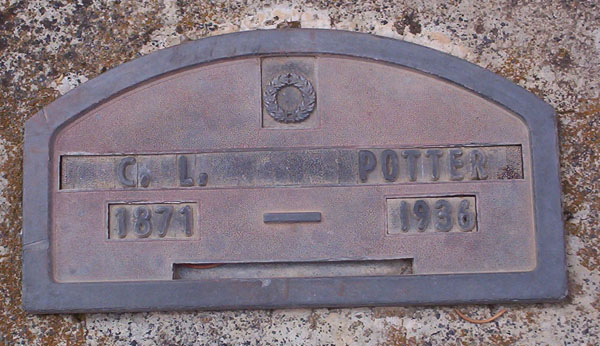 C. L. POTTER
1871 — 1936